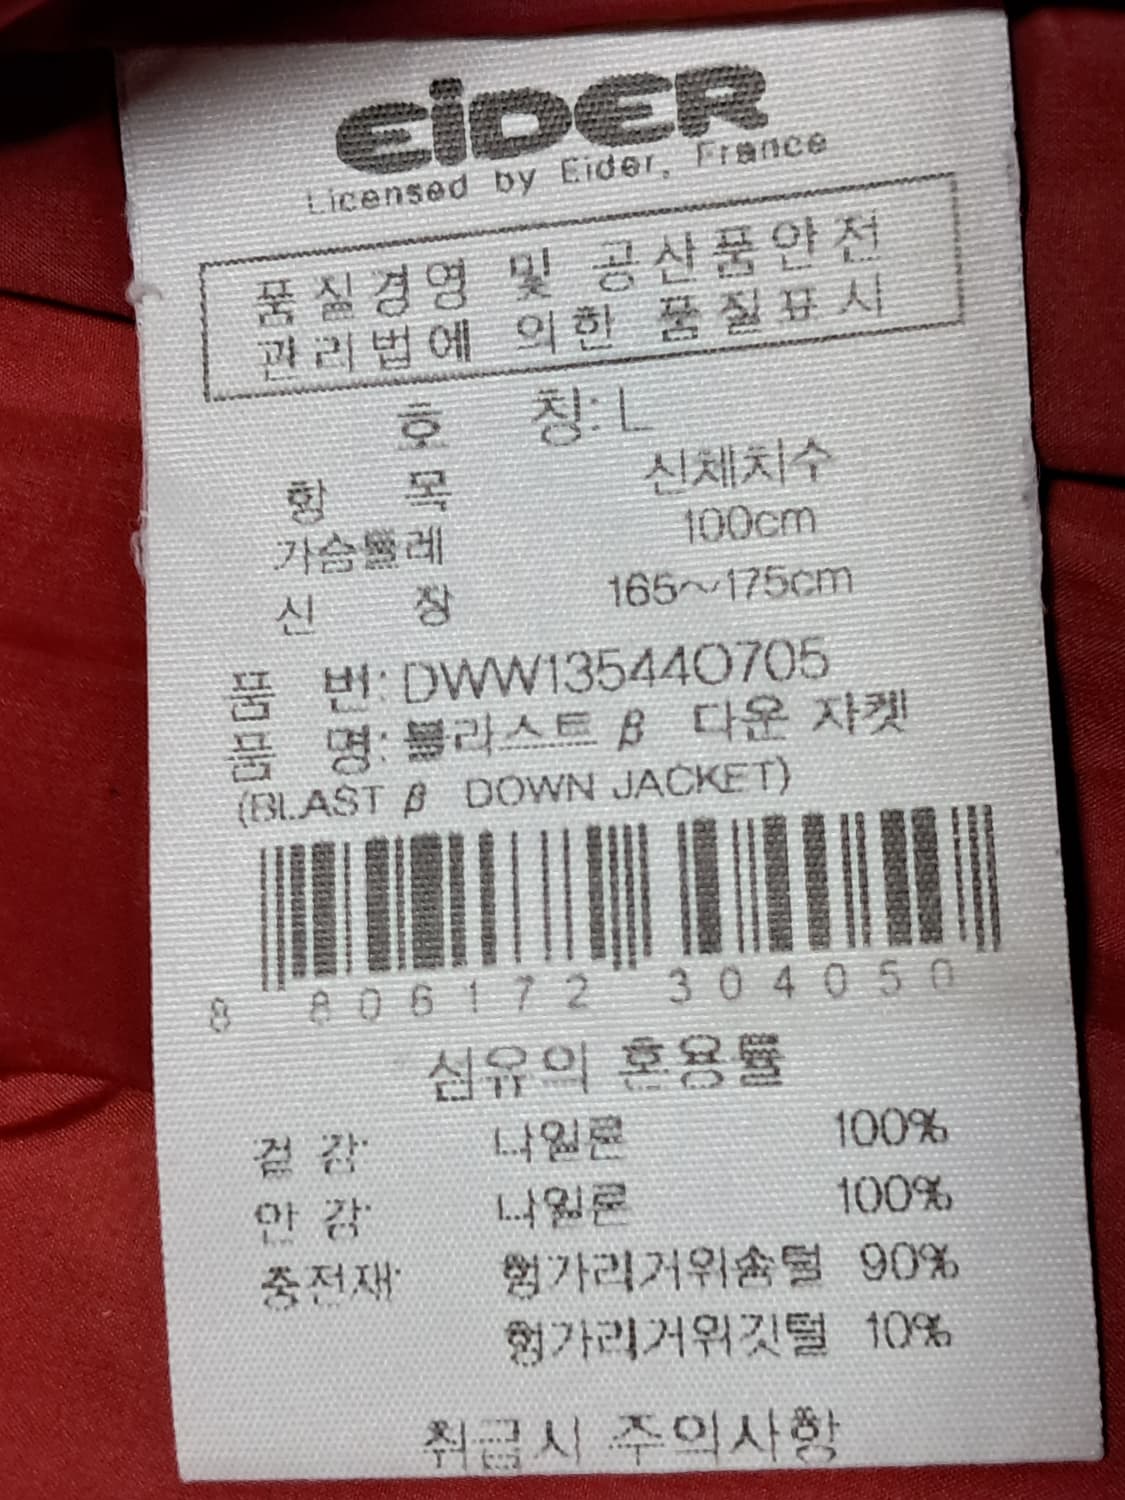 EiDER
Licensed by Eider, France
품질경영 및 공산품안전
관리법에 의한 품질표시
호 칭: L
항 목 신체치수
가슴둘레 100cm
신 장 165~175cm
품 번: DWW13544O705
품 명: 블라스트 β 다운 자켓
(BLAST β DOWN JACKET)
8 806172 304050
섬유의 혼용률
겉 감: 나일론 100%
안 감: 나일론 100%
충전재: 헝가리거위솜털 90%
헝가리거위깃털 10%
취급시 주의사항